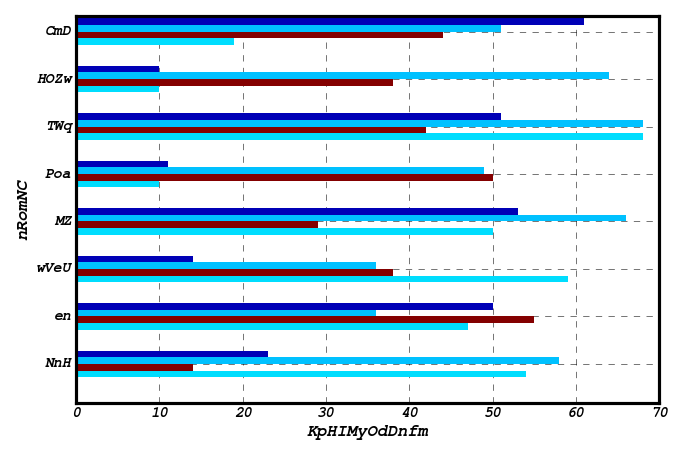 CmD
HOZw
TWq
Poa
MZ
wVeU
en
NnH
nRomNC
0 10 20 30 40 50 60 70
KpHIMyOdDnfm